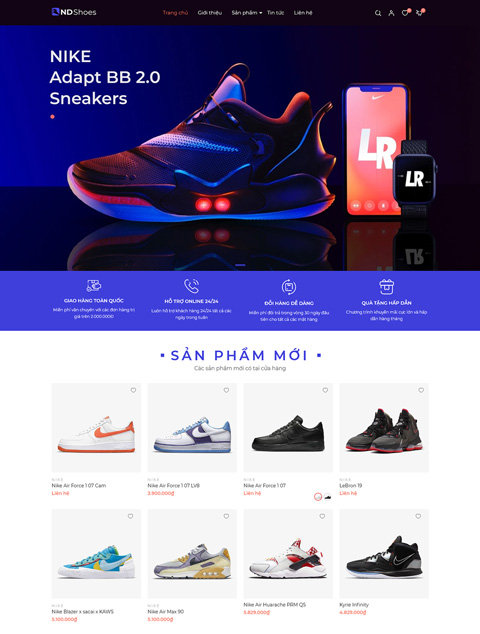 NDShoes
Trang chủ Giới thiệu Sản phẩm Tin tức Liên hệ
NIKE
Adapt BB 2.0
Sneakers
LR
LR
GIAO HÀNG TOÀN QUỐC
Miễn phí vận chuyển với các đơn hàng trị
giá trên 2.000.000Đ
HỖ TRỢ ONLINE 24/24
Luôn hỗ trợ khách hàng 24/24 tất cả các
ngày trong tuần
ĐỔI HÀNG DỄ DÀNG
Miễn phí đổi trả trong vòng 30 ngày đầu
tiên cho tất cả các mặt hàng
QUÀ TẶNG HẤP DẪN
Chương trình khuyến mãi cực lớn và hấp
dẫn hàng tháng
SẢN PHẨM MỚI
Các sản phẩm mới có tại cửa hàng
NIKE
Nike Air Force 1 07 Cam
Liên hệ
NIKE
Nike Air Force 1 07 LV8
3.900.000₫
NIKE
Nike Air Force 1 07
Liên hệ
NIKE
LeBron 19
Liên hệ
NIKE
Nike Blazer x sacai x KAWS
5.100.000₫
NIKE
Nike Air Max 90
5.100.000₫
Nike Air Huarache PRM QS
5.829.000₫
Kyrie Infinity
4.829.000₫